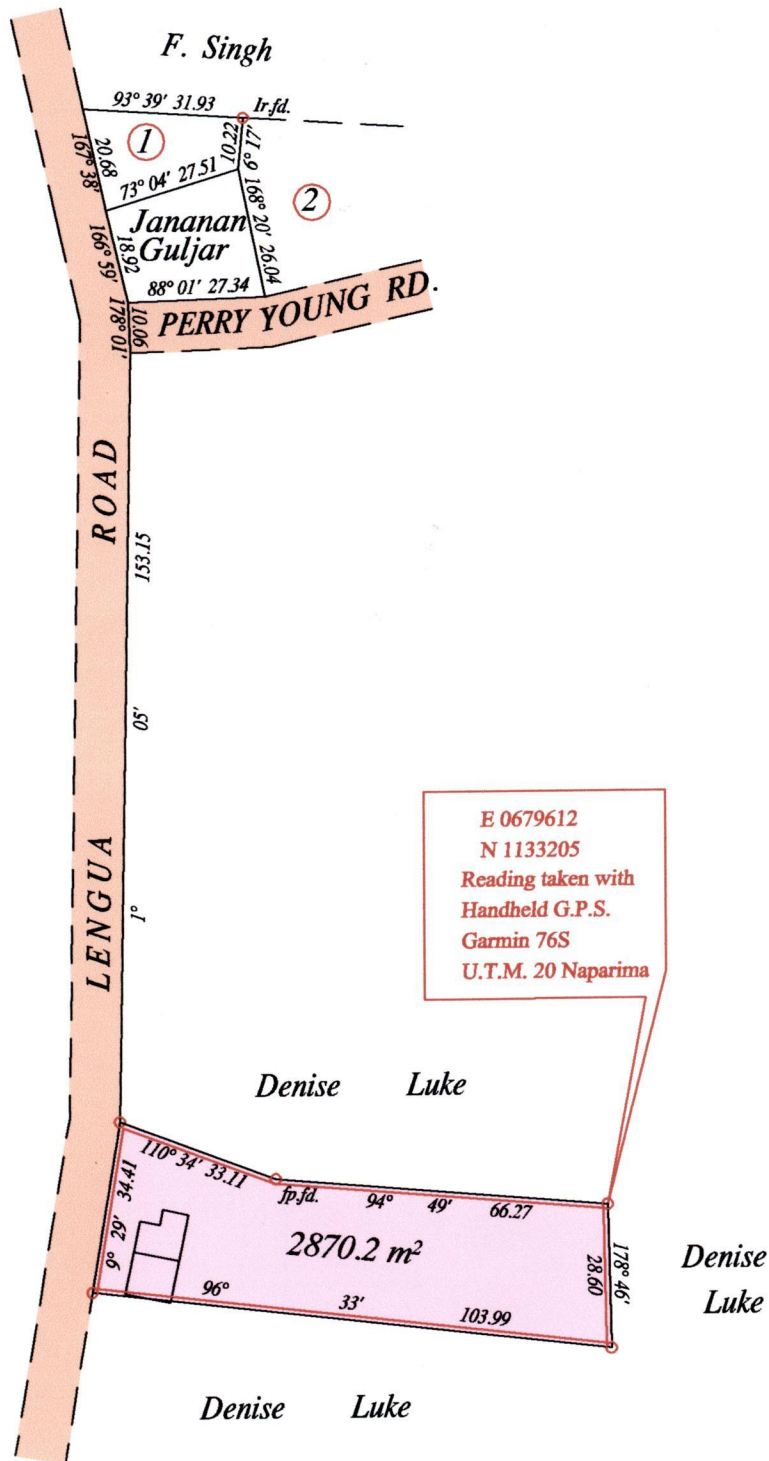 F. Singh
93° 39' 31.93
Ir.fd.
1
20.68
167° 38'
10.22
6° 17'
73° 04' 27.51
2
Jananan
Guljar
168° 20' 26.04
18.92
166° 59'
88° 01' 27.34
10.06
178° 01'
PERRY YOUNG RD.
LENGUA ROAD
1° 05' 153.15
E 0679612
N 1133205
Reading taken with
Handheld G.P.S.
Garmin 76S
U.T.M. 20 Naparima
Denise Luke
110° 34' 33.11
fp.fd.
94° 49' 66.27
9° 29' 34.41
2870.2 m²
178° 46'
28.60
Denise
Luke
96° 33' 103.99
Denise Luke